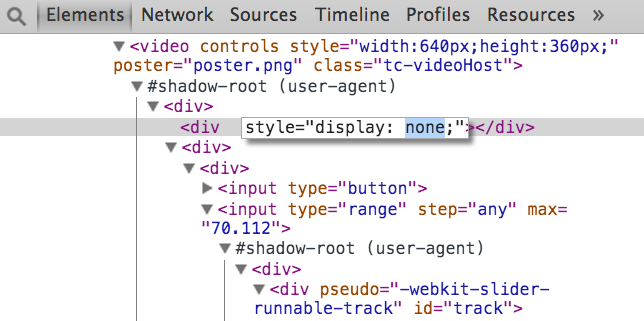 Elements Network Sources Timeline Profiles Resources »
▼<video controls style="width:640px;height:360px;"
poster="poster.png" class="tc-videoHost">
▼#shadow-root (user-agent)
▼<div>
<div style="display: none;"></div>
▼<div>
▼<div>
▶<input type="button">
▼<input type="range" step="any" max=
"70.112">
▼#shadow-root (user-agent)
▼<div>
▼<div pseudo="-webkit-slider-
runnable-track" id="track">